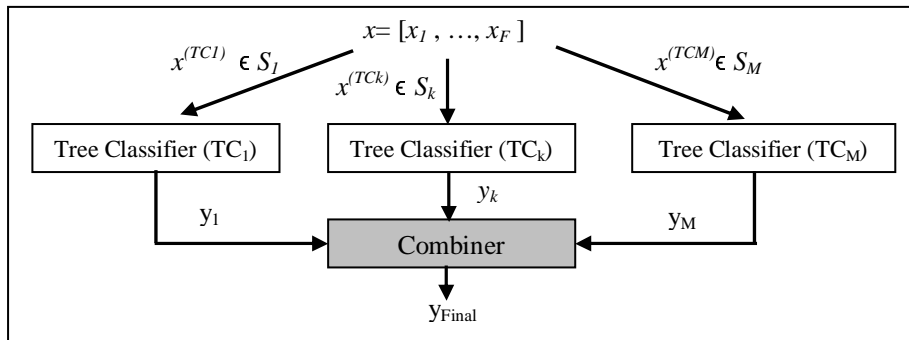 x= [x1 , …, xF ]
x(TC1) ϵ S1
x(TCk) ϵ Sk
x(TCM) ϵ SM
Tree Classifier (TC1)
Tree Classifier (TCk)
Tree Classifier (TCM)
y1
yk
yM
Combiner
yFinal